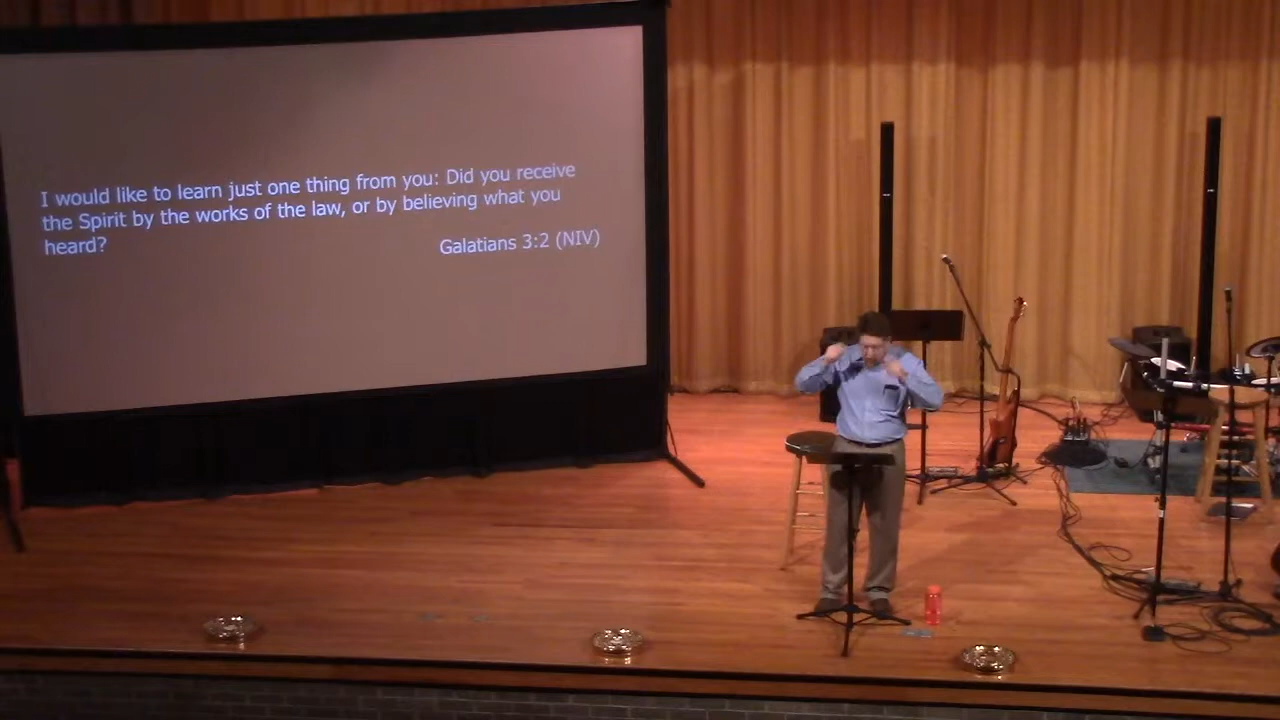 I would like to learn just one thing from you: Did you receive
the Spirit by the works of the law, or by believing what you
heard?
Galatians 3:2 (NIV)